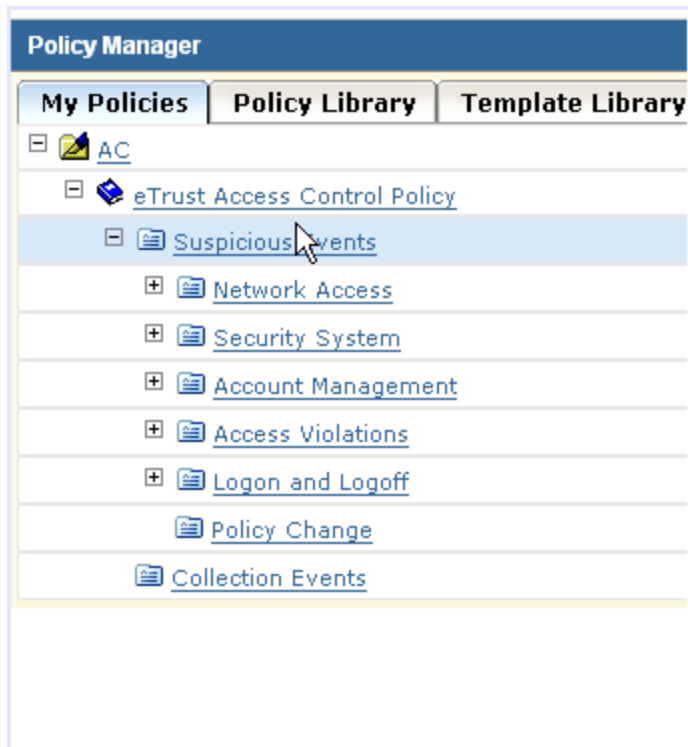 Policy Manager
My Policies Policy Library Template Library
AC
eTrust Access Control Policy
Suspicious Events
Network Access
Security System
Account Management
Access Violations
Logon and Logoff
Policy Change
Collection Events